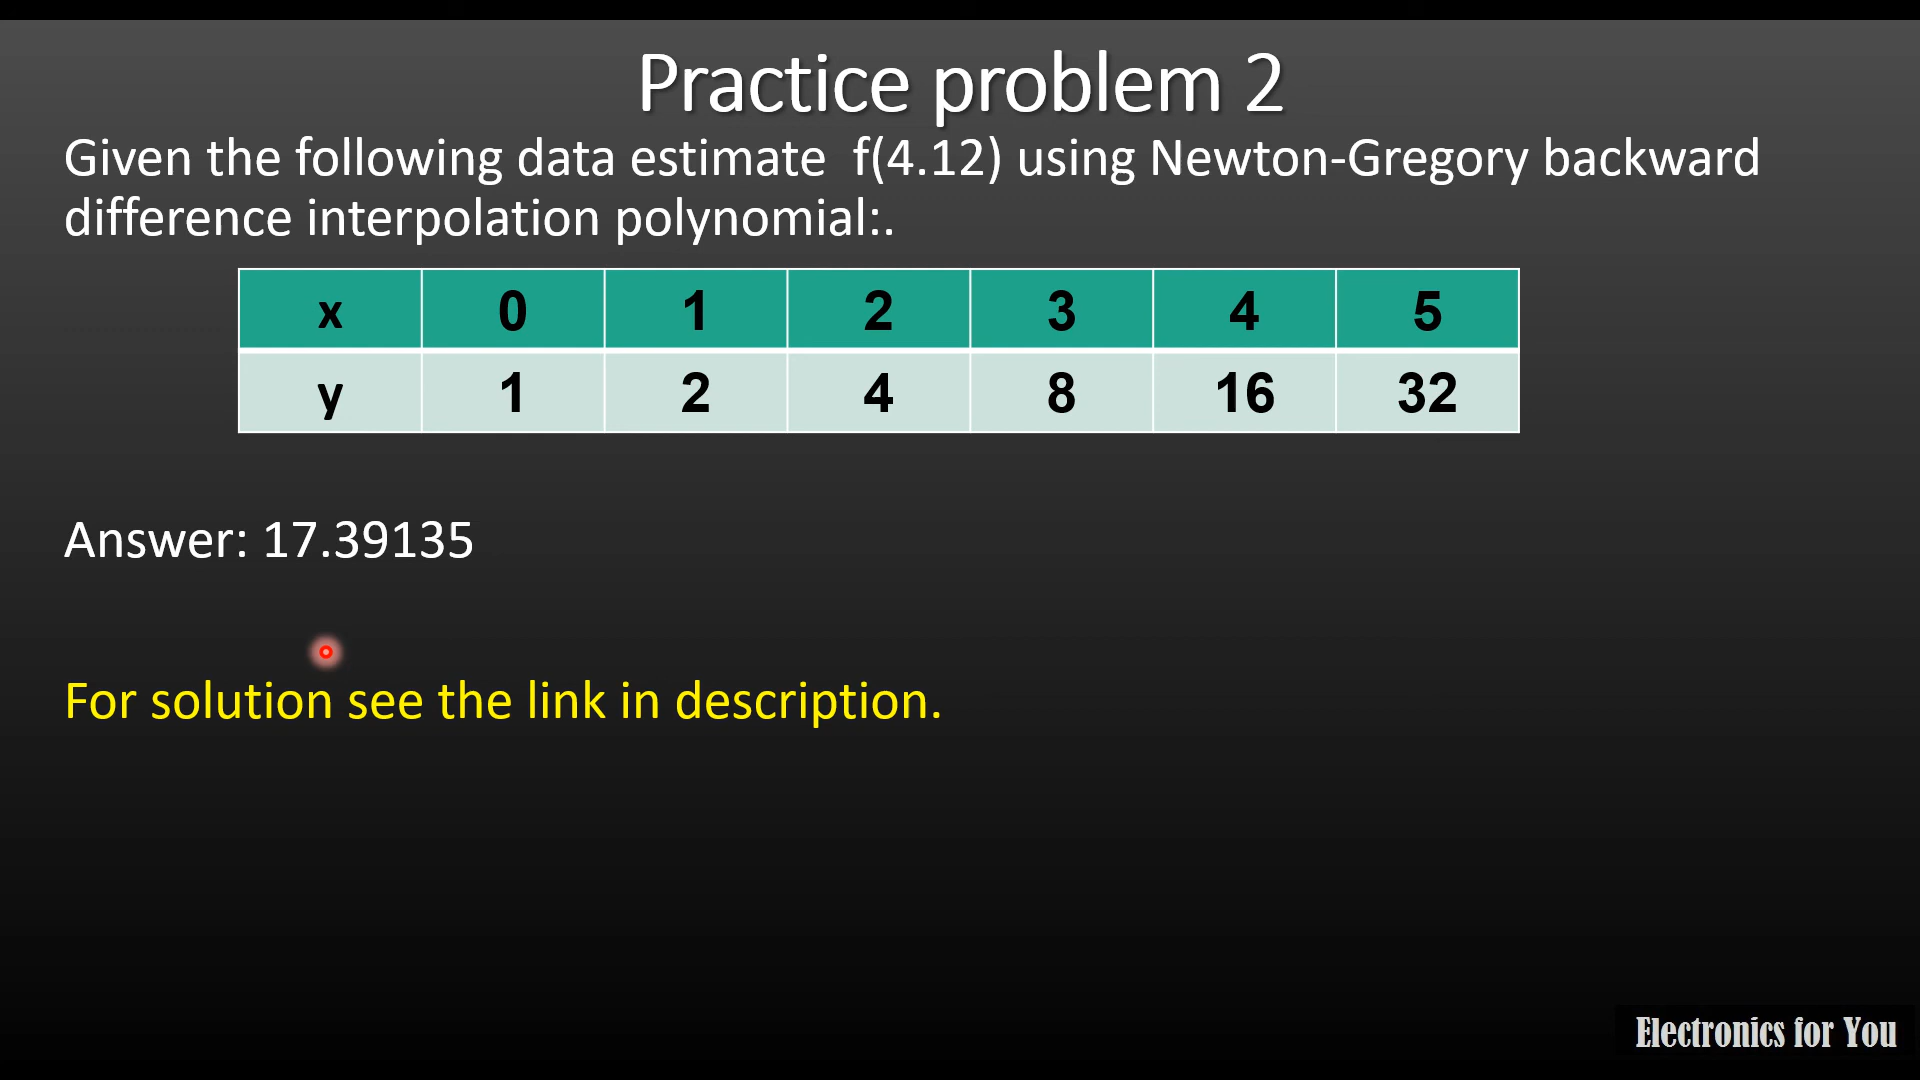 Practice problem 2
Given the following data estimate f(4.12) using Newton-Gregory backward
difference interpolation polynomial:.
x 0 1 2 3 4 5
y 1 2 4 8 16 32
Answer: 17.39135
For solution see the link in description.
Electronics for You